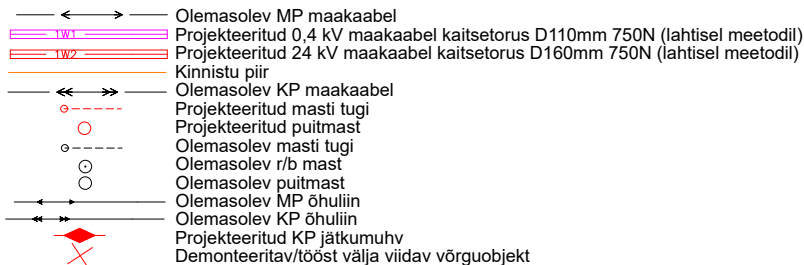 Olemasolev MP maakaabel
1W1 Projekteeritud 0,4 kV maakaabel kaitsetorus D110mm 750N (lahtisel meetodil)
1W2 Projekteeritud 24 kV maakaabel kaitsetorus D160mm 750N (lahtisel meetodil)
Kinnistu piir
Olemasolev KP maakaabel
Projekteeritud masti tugi
Projekteeritud puitmast
Olemasolev masti tugi
Olemasolev r/b mast
Olemasolev puitmast
Olemasolev MP õhuliin
Olemasolev KP õhuliin
Projekteeritud KP jätkumuhv
Demonteeritav/tööst välja viidav võrguobjekt